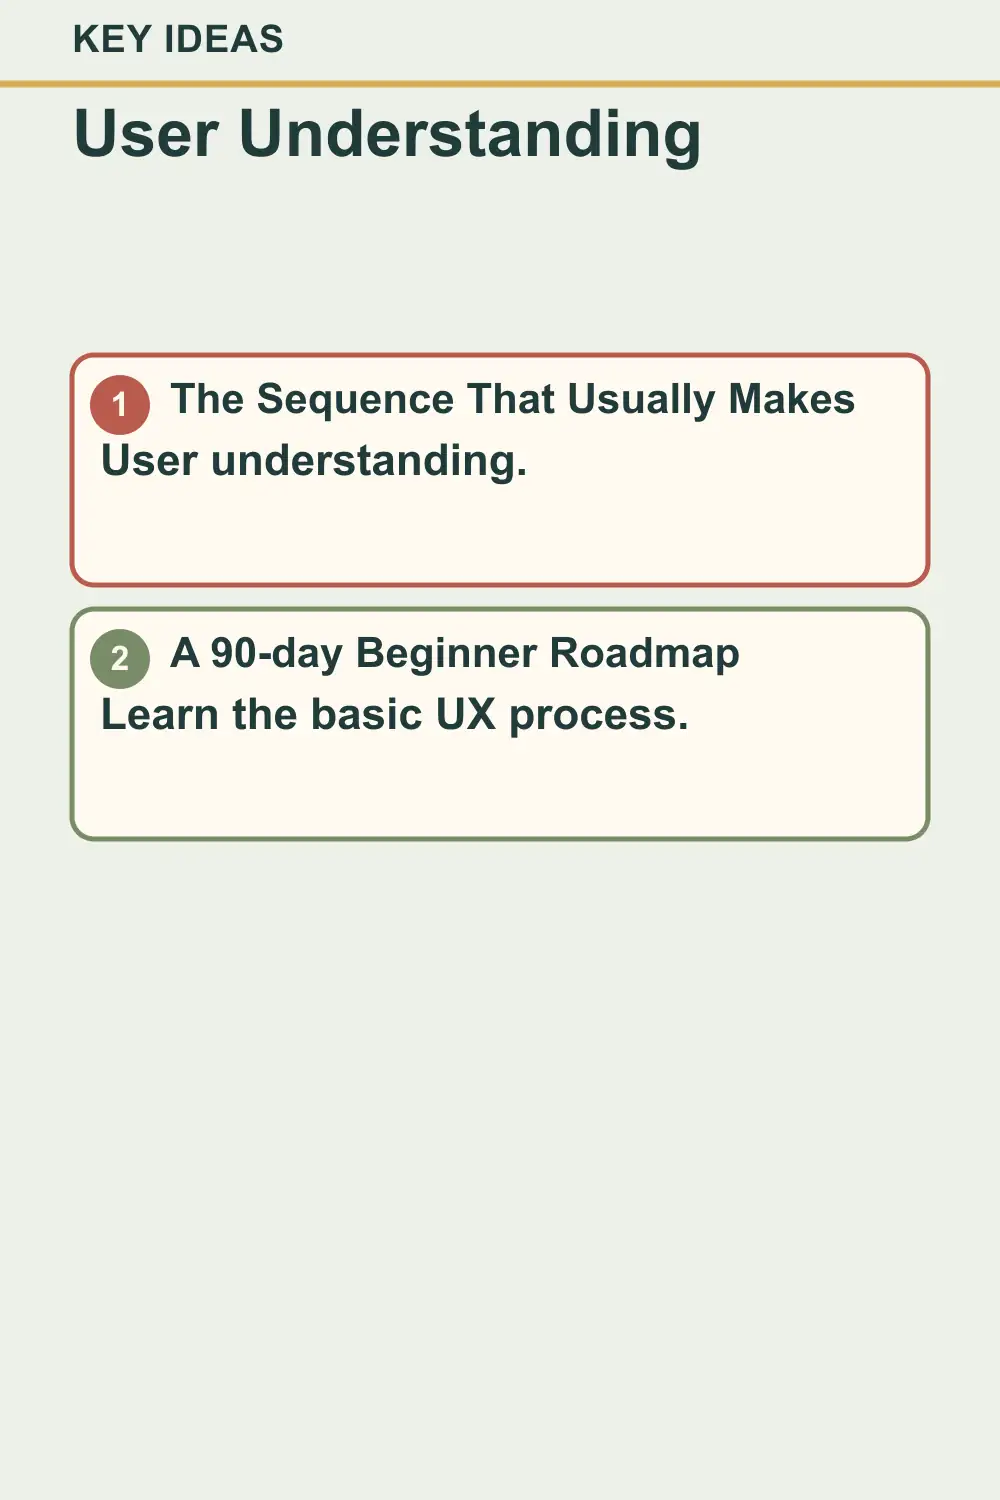 KEY IDEAS
User Understanding
1 The Sequence That Usually Makes
User understanding.
2 A 90-day Beginner Roadmap
Learn the basic UX process.